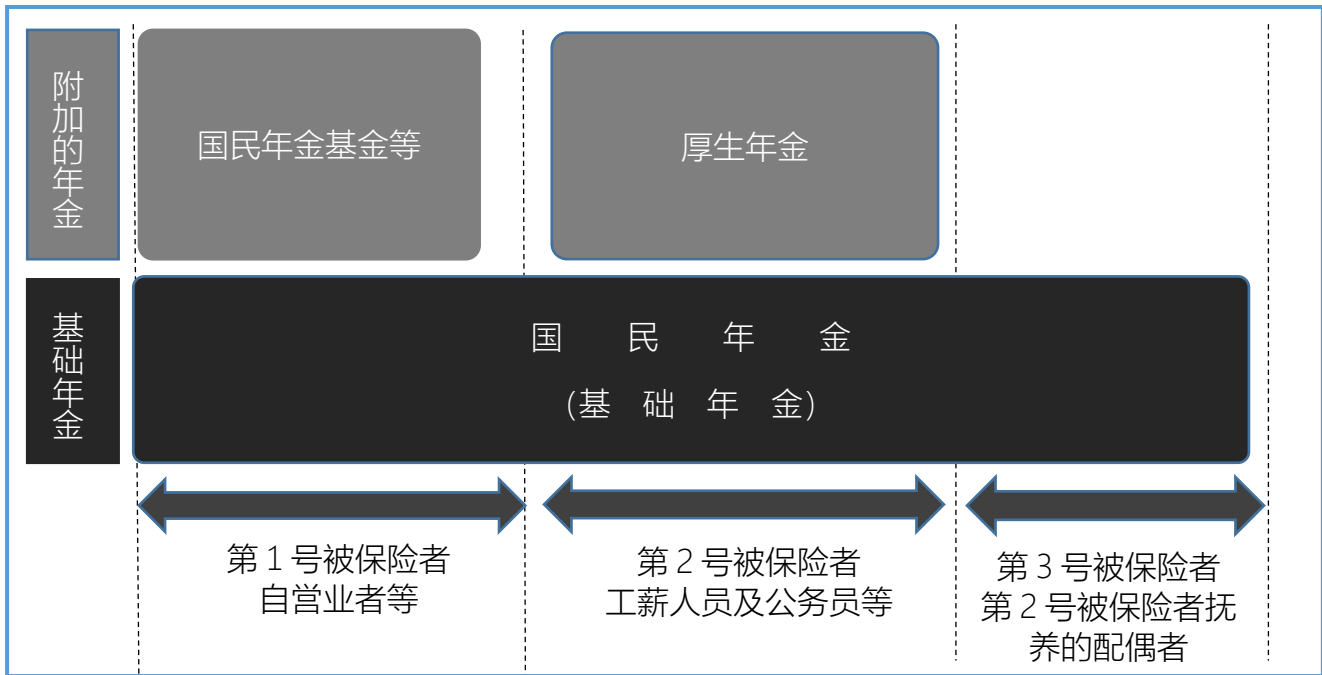 附加的年金
国民年金基金等
厚生年金
基础年金
国 民 年 金
(基 础 年 金)
第1号被保险者
自营业者等
第2号被保险者
工薪人员及公务员等
第3号被保险者
第2号被保险者抚
养的配偶者